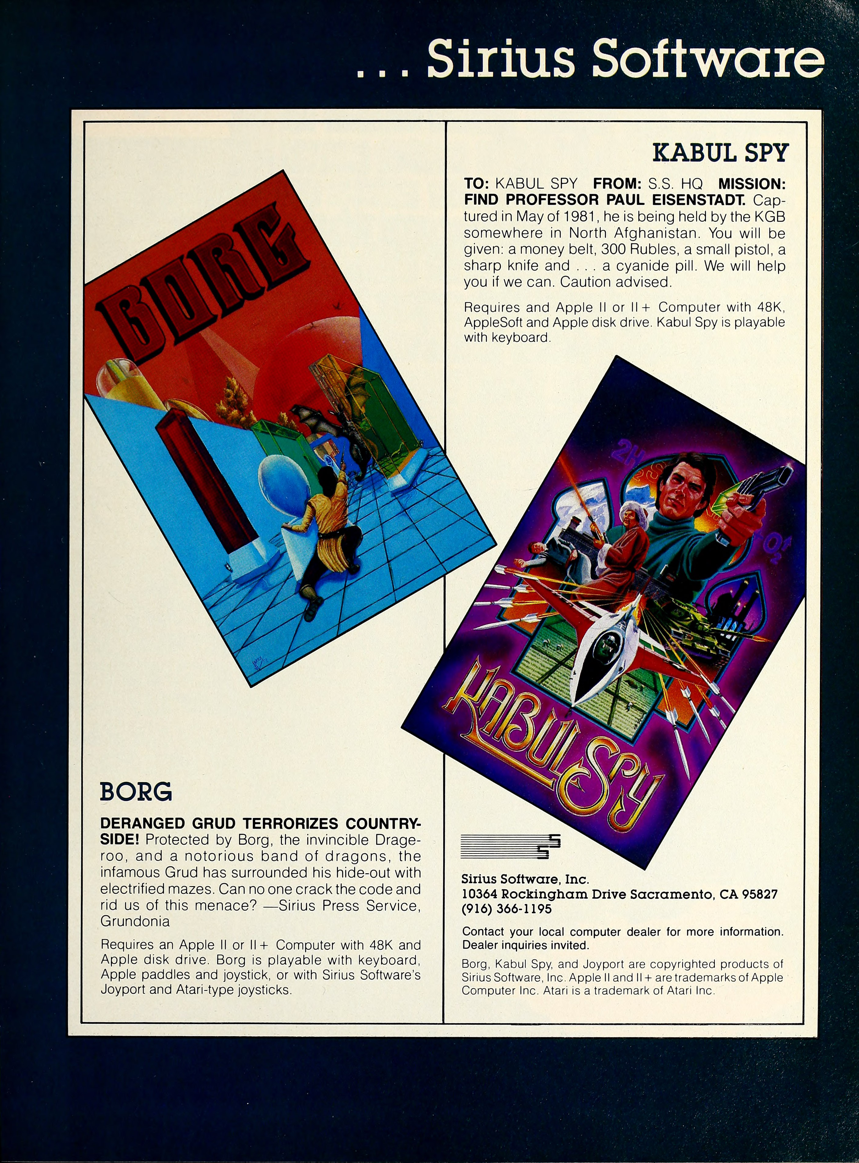 ... Sirius Software
BORG
BORG
DERANGED GRUD TERRORIZES COUNTRY-
SIDE! Protected by Borg, the invincible Drage-
roo, and a notorious band of dragons, the
infamous Grud has surrounded his hide-out with
electrified mazes. Can no one crack the code and
rid us of this menace? —Sirius Press Service,
Grundonia
Requires an Apple II or II+ Computer with 48K and
Apple disk drive. Borg is playable with keyboard,
Apple paddles and joystick, or with Sirius Software's
Joyport and Atari-type joysticks.
KABUL SPY
TO: KABUL SPY FROM: S.S. HQ MISSION:
FIND PROFESSOR PAUL EISENSTADT. Cap-
tured in May of 1981, he is being held by the KGB
somewhere in North Afghanistan. You will be
given: a money belt, 300 Rubles, a small pistol, a
sharp knife and . . . a cyanide pill. We will help
you if we can. Caution advised.
Requires and Apple II or II+ Computer with 48K,
AppleSoft and Apple disk drive. Kabul Spy is playable
with keyboard.
KABUL SPY
SS
Sirius Software, Inc.
10364 Rockingham Drive Sacramento, CA 95827
(916) 366-1195
Contact your local computer dealer for more information.
Dealer inquiries invited.
Borg, Kabul Spy, and Joyport are copyrighted products of
Sirius Software, Inc. Apple II and II+ are trademarks of Apple
Computer Inc. Atari is a trademark of Atari Inc.